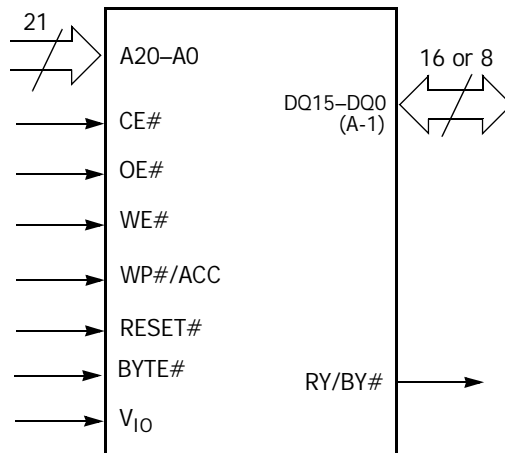 21
16 or 8
A20–A0
DQ15–DQ0
(A-1)
CE#
OE#
WE#
WP#/ACC
RESET#
BYTE#
RY/BY#
VIO